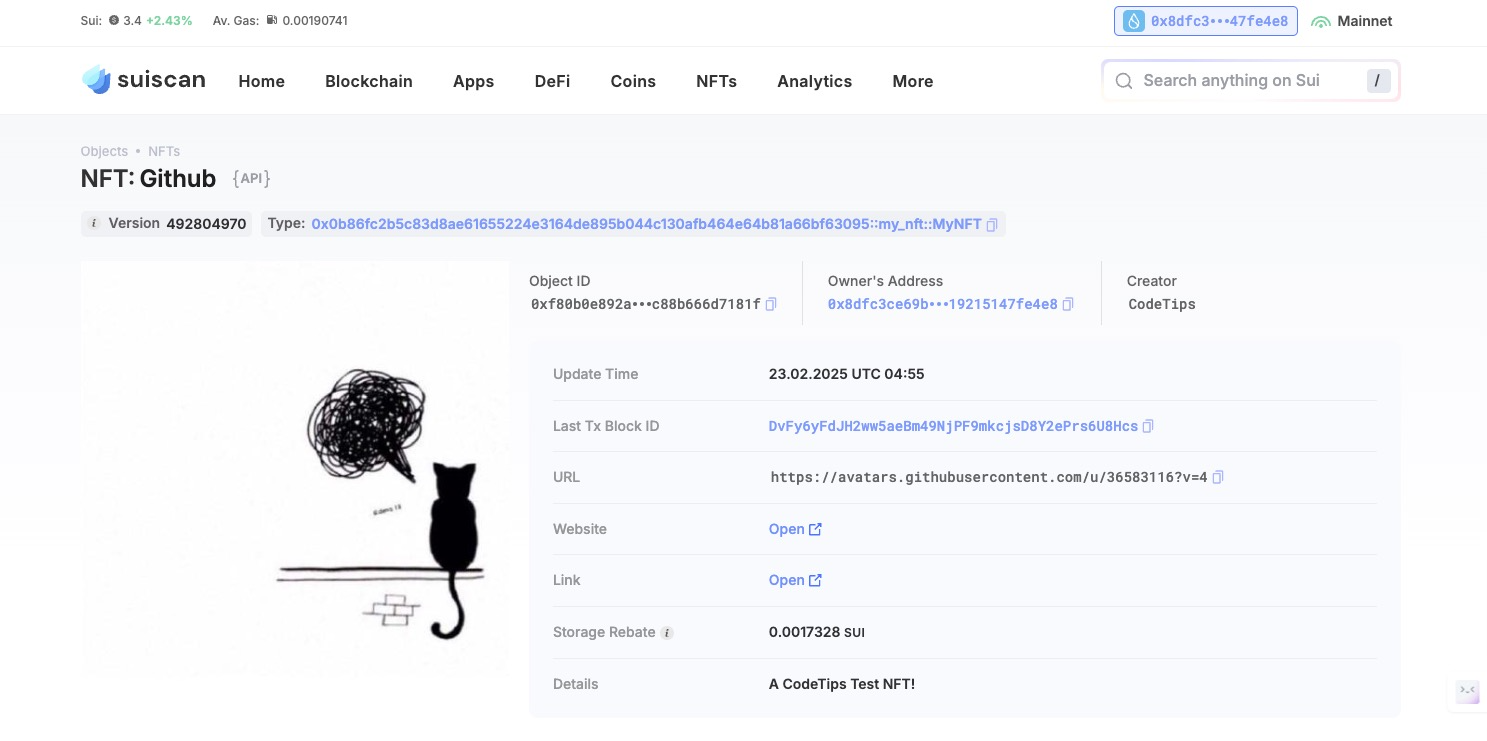 Sui: 3.4 +2.43% Av. Gas: 0.00190741
0x8dfc3•••47fe4e8 Mainnet
suiscan Home Blockchain Apps DeFi Coins NFTs Analytics More
Search anything on Sui /
Objects • NFTs
NFT: Github {API}
i Version 492804970 Type: 0x0b86fc2b5c83d8ae61655224e3164de895b044c130afb464e64b81a66bf63095::my_nft::MyNFT
Object ID Owner's Address Creator
0xf80b0e892a•••c88b666d7181f 0x8dfc3ce69b•••19215147fe4e8 CodeTips
Update Time 23.02.2025 UTC 04:55
Last Tx Block ID DvFy6yFdJH2ww5aeBm49NjPF9mkcjsD8Y2ePrs6U8Hcs
URL https://avatars.githubusercontent.com/u/36583116?v=4
Website Open
Link Open
Storage Rebate i 0.0017328 SUI
Details A CodeTips Test NFT!